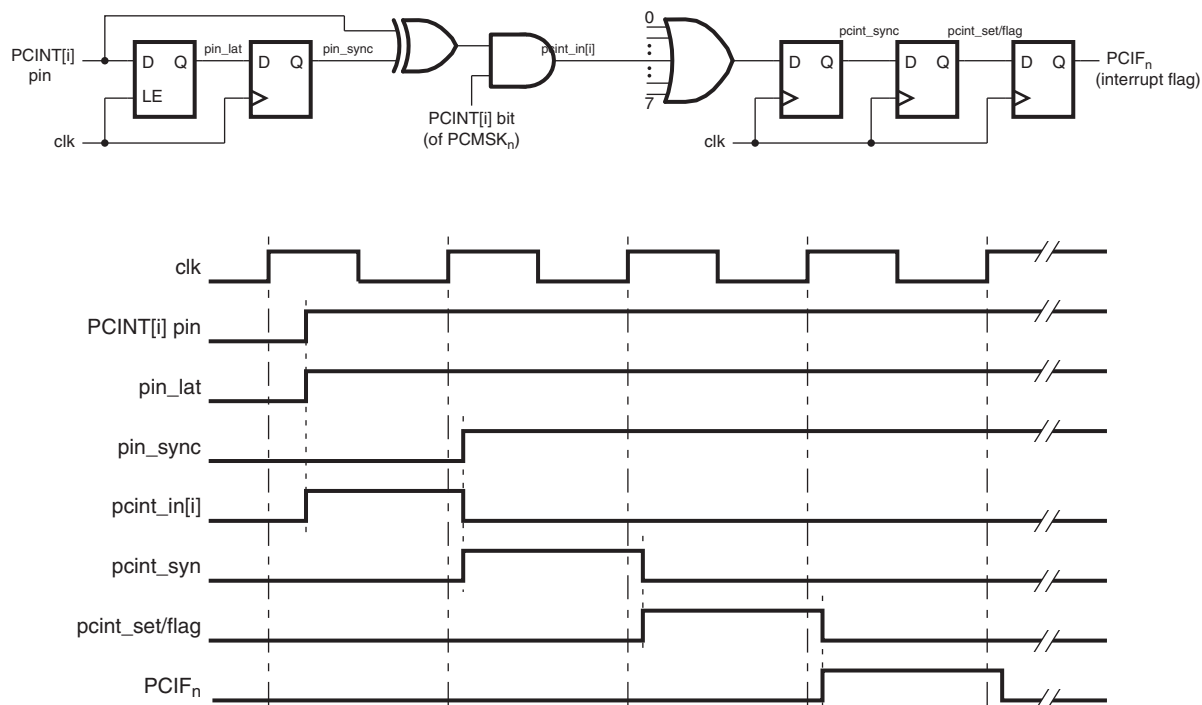 PCINT[i]
pin
D Q
LE
clk
pin_lat
D Q
pin_sync
PCINT[i] bit
(of PCMSKn)
pcint_in[i]
0
7
clk
D Q
pcint_sync
D Q
pcint_set/flag
D Q
PCIFn
(interrupt flag)
clk
PCINT[i] pin
pin_lat
pin_sync
pcint_in[i]
pcint_syn
pcint_set/flag
PCIFn